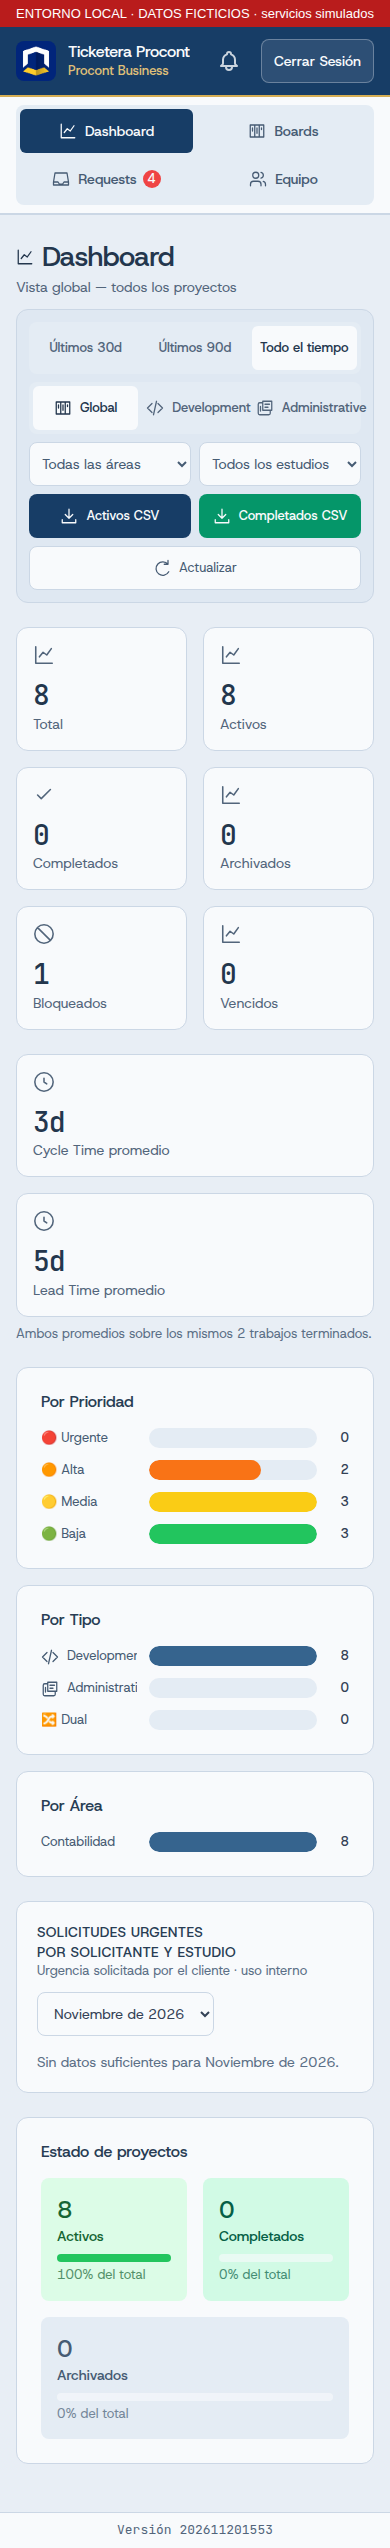 ENTORNO LOCAL · DATOS FICTICIOS · servicios simulados
Ticketera Procont
Procont Business
Cerrar Sesión
Dashboard
Boards
Requests 4
Equipo
Dashboard
Vista global — todos los proyectos
Últimos 30d
Últimos 90d
Todo el tiempo
Global
Development
Administrative
Todas las áreas
Todos los estudios
Activos CSV
Completados CSV
Actualizar
8
Total
8
Activos
0
Completados
0
Archivados
1
Bloqueados
0
Vencidos
3d
Cycle Time promedio
5d
Lead Time promedio
Ambos promedios sobre los mismos 2 trabajos terminados.
Por Prioridad
Urgente 0
Alta 2
Media 3
Baja 3
Por Tipo
Developmer 8
Administrati 0
Dual 0
Por Área
Contabilidad 8
SOLICITUDES URGENTES
POR SOLICITANTE Y ESTUDIO
Urgencia solicitada por el cliente · uso interno
Noviembre de 2026
Sin datos suficientes para Noviembre de 2026.
Estado de proyectos
8
Activos
100% del total
0
Completados
0% del total
0
Archivados
0% del total
Versión 202611201553